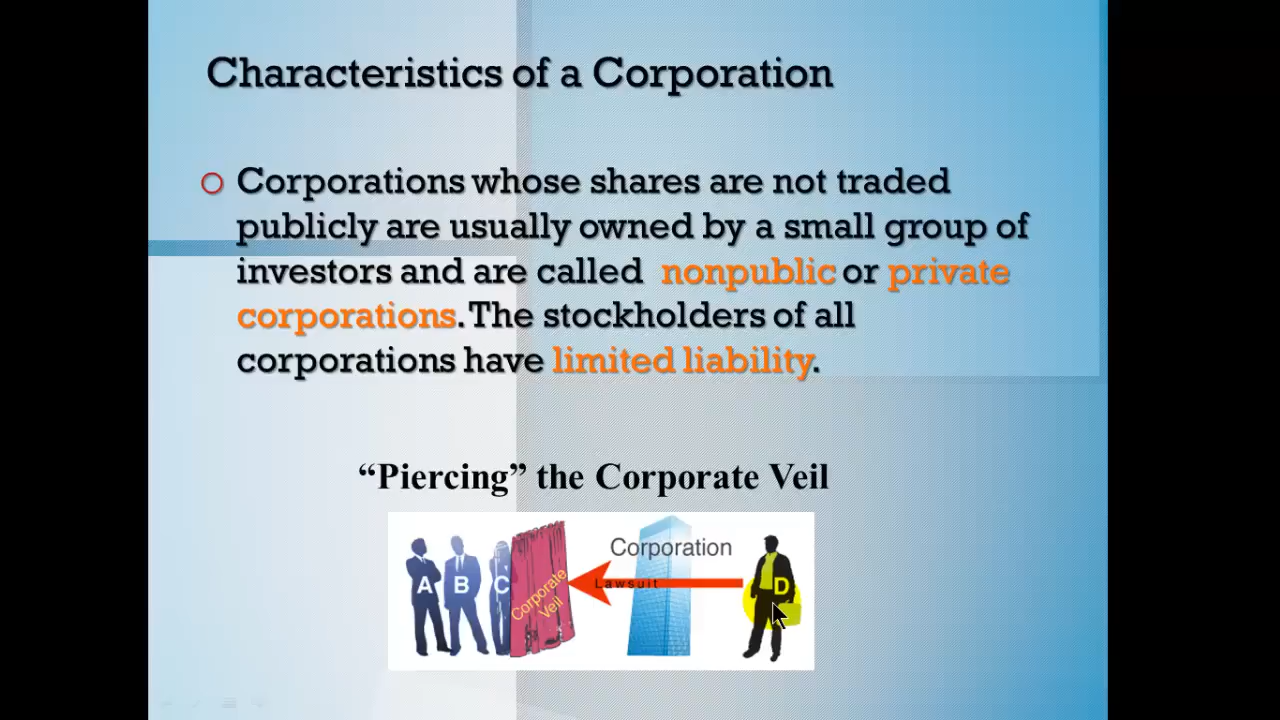 Characteristics of a Corporation
Corporations whose shares are not traded
publicly are usually owned by a small group of
investors and are called nonpublic or private
corporations. The stockholders of all
corporations have limited liability.
“Piercing” the Corporate Veil
Corporation
Lawsuit
A B C
Corporate
Veil
D